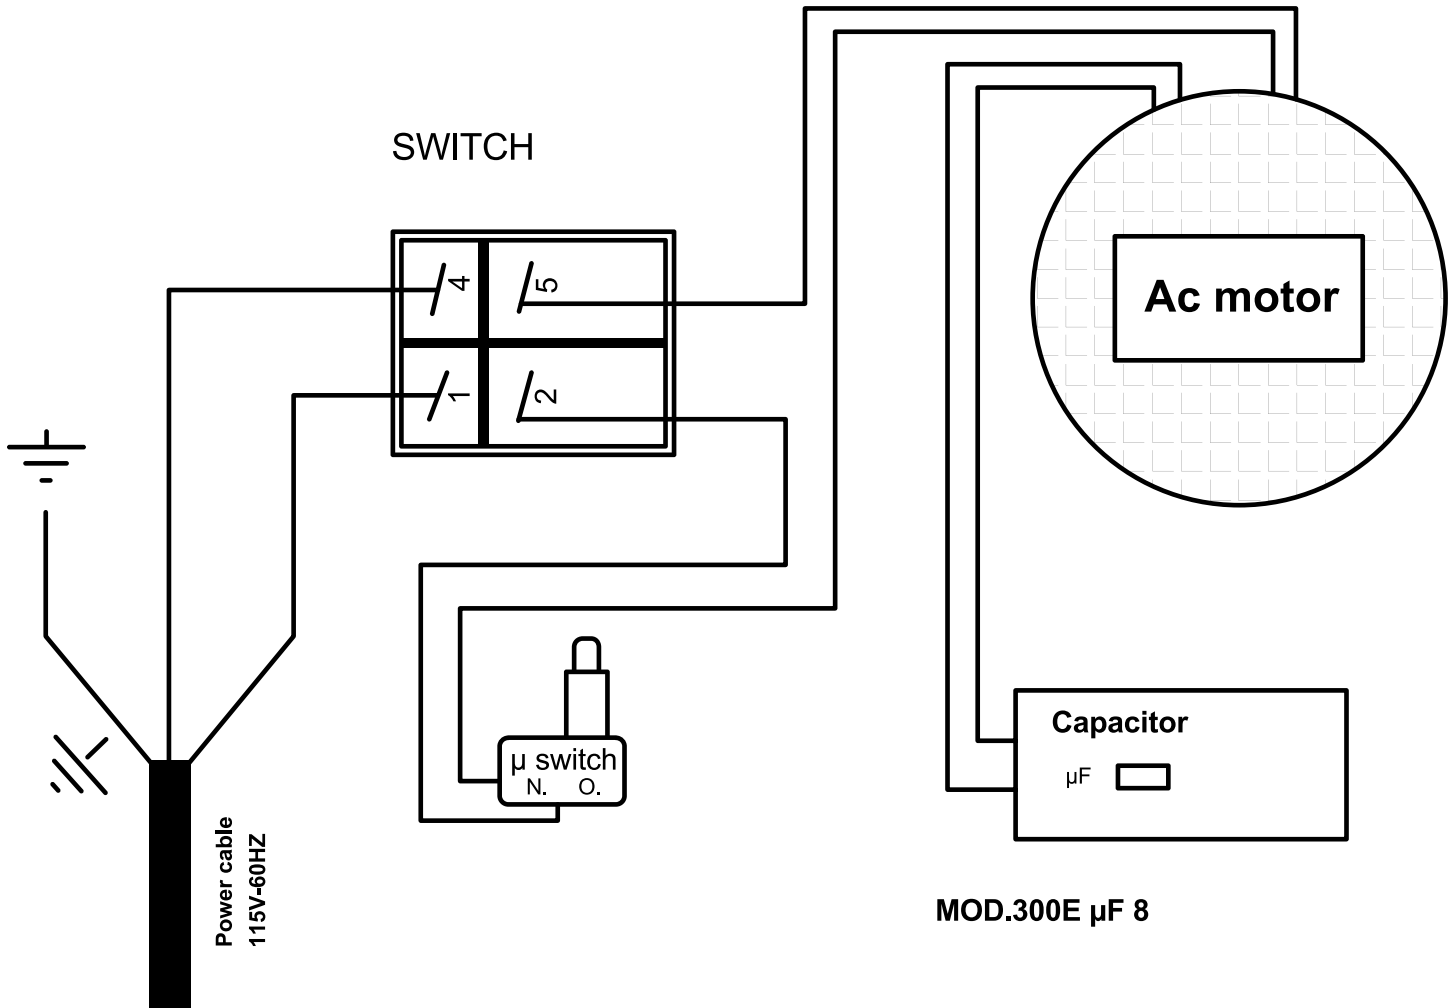 SWITCH
4
5
1
2
Ac motor
µ switch
N. O.
Capacitor
µF
Power cable
115V-60HZ
MOD.300E µF 8